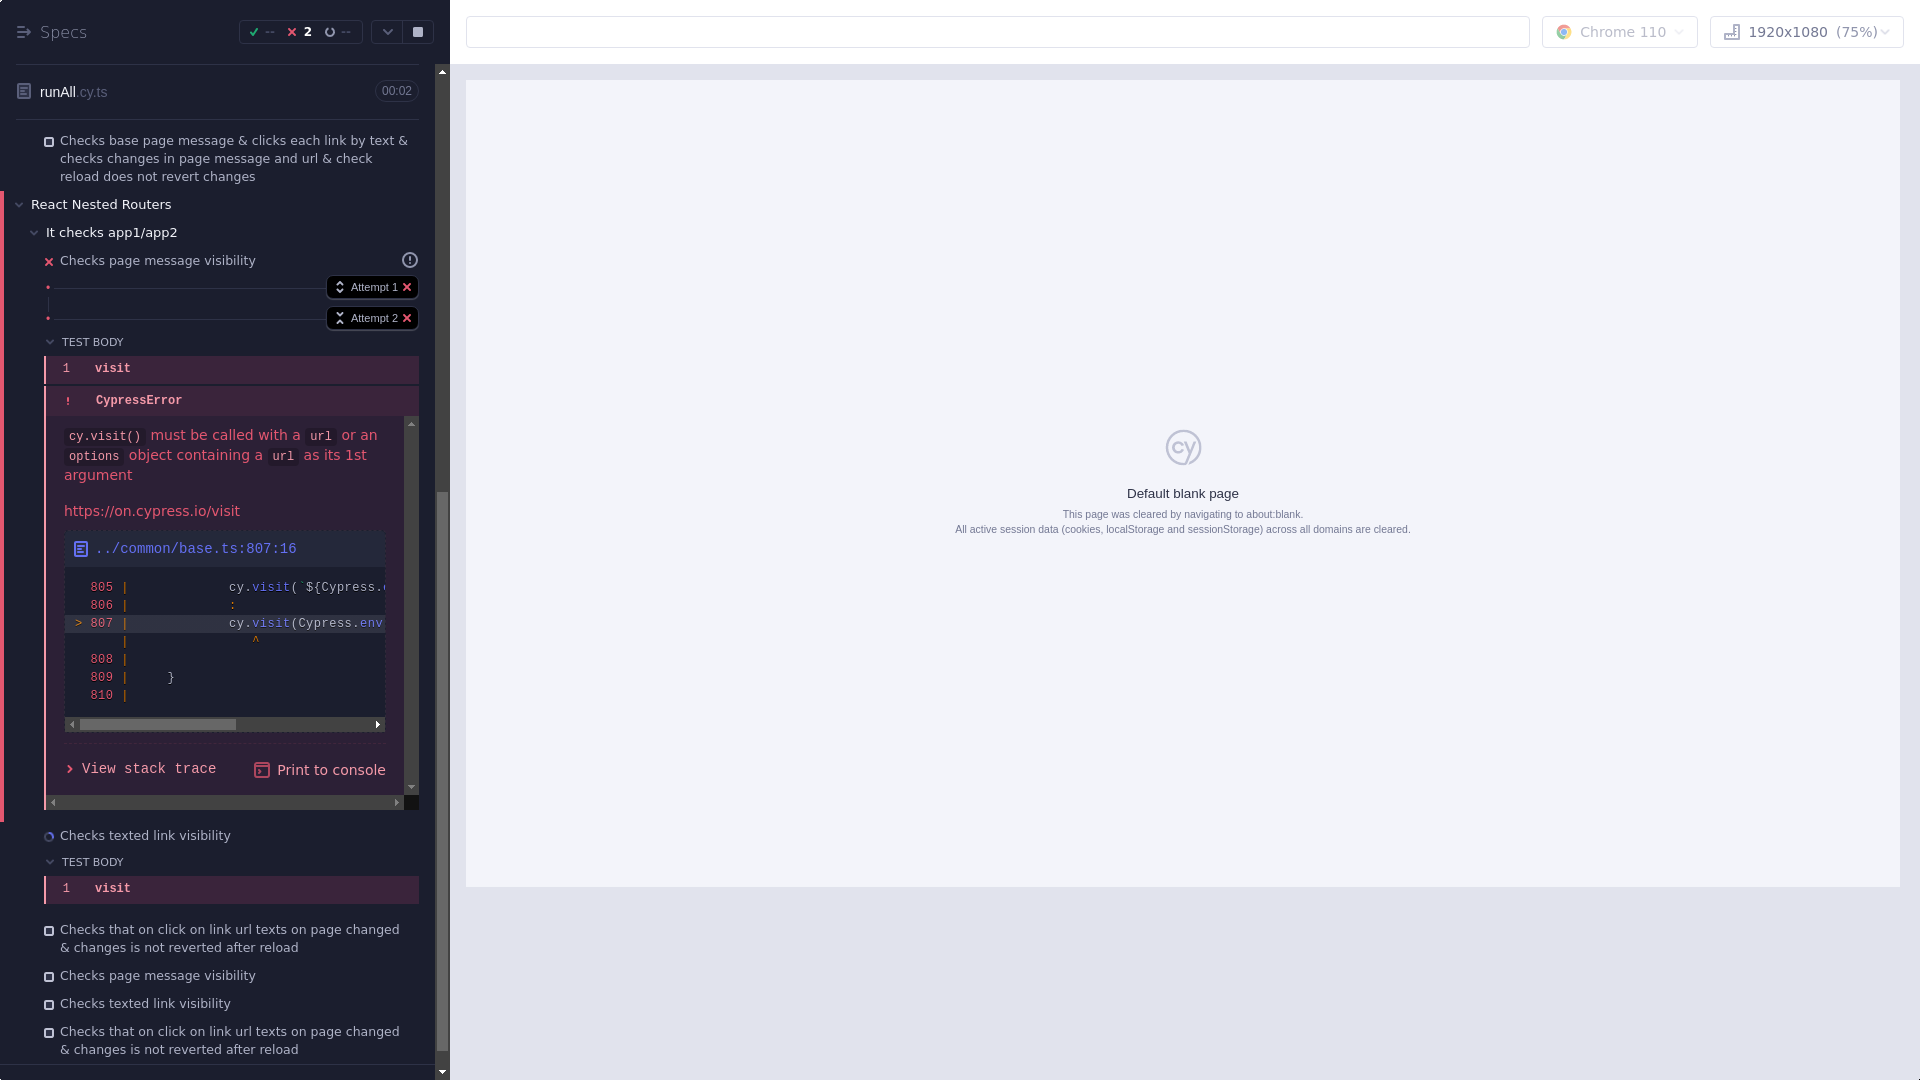 Specs
-- 2 --
runAll.cy.ts 00:02
Checks base page message & clicks each link by text &
checks changes in page message and url & check
reload does not revert changes
React Nested Routers
It checks app1/app2
Checks page message visibility
Attempt 1
Attempt 2
TEST BODY
1 visit
! CypressError
cy.visit() must be called with a url or an
options object containing a url as its 1st
argument
https://on.cypress.io/visit
../common/base.ts:807:16
805 | cy.visit(`${Cypress.
806 | :
> 807 | cy.visit(Cypress.env
| ^
808 |
809 | }
810 |
View stack trace
Print to console
Checks texted link visibility
TEST BODY
1 visit
Checks that on click on link url texts on page changed
& changes is not reverted after reload
Checks page message visibility
Checks texted link visibility
Checks that on click on link url texts on page changed
& changes is not reverted after reload
Chrome 110
1920x1080 (75%)
cy
Default blank page
This page was cleared by navigating to about:blank.
All active session data (cookies, localStorage and sessionStorage) across all domains are cleared.